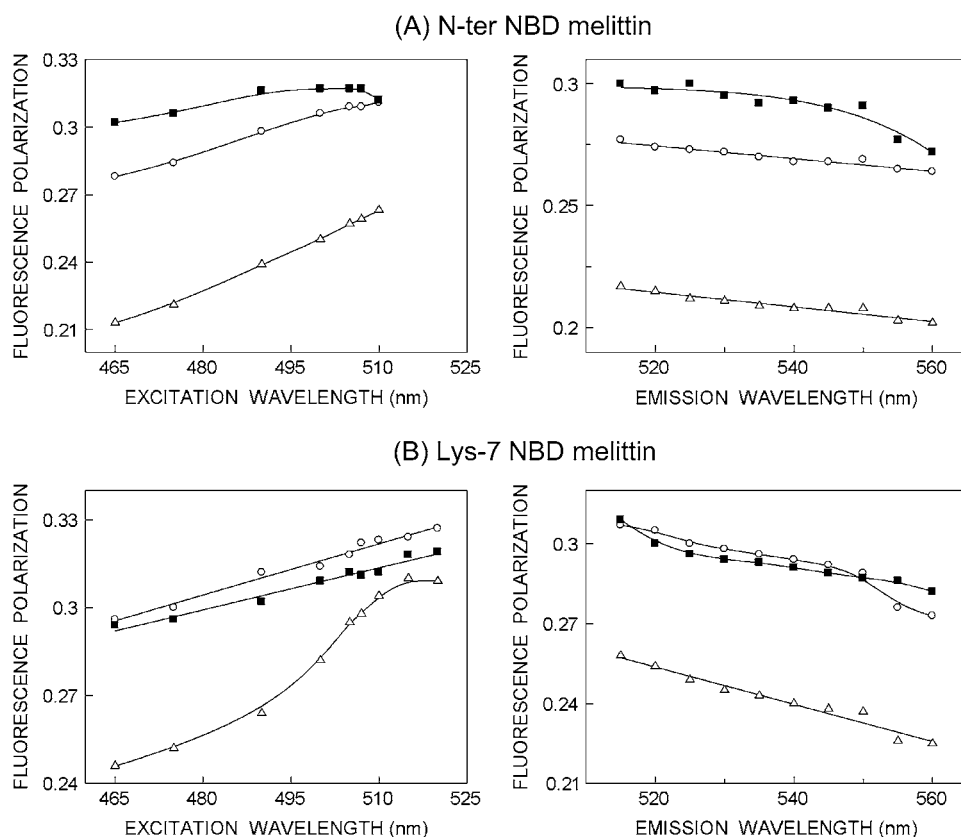 (A) N-ter NBD melittin
FLUORESCENCE POLARIZATION
0.33
0.3
0.27
0.24
0.21
465 480 495 510 525
EXCITATION WAVELENGTH (nm)
FLUORESCENCE POLARIZATION
0.3
0.25
0.2
520 540 560
EMISSION WAVELENGTH (nm)
(B) Lys-7 NBD melittin
FLUORESCENCE POLARIZATION
0.33
0.3
0.27
0.24
465 480 495 510 525
EXCITATION WAVELENGTH (nm)
FLUORESCENCE POLARIZATION
0.3
0.27
0.24
0.21
520 540 560
EMISSION WAVELENGTH (nm)